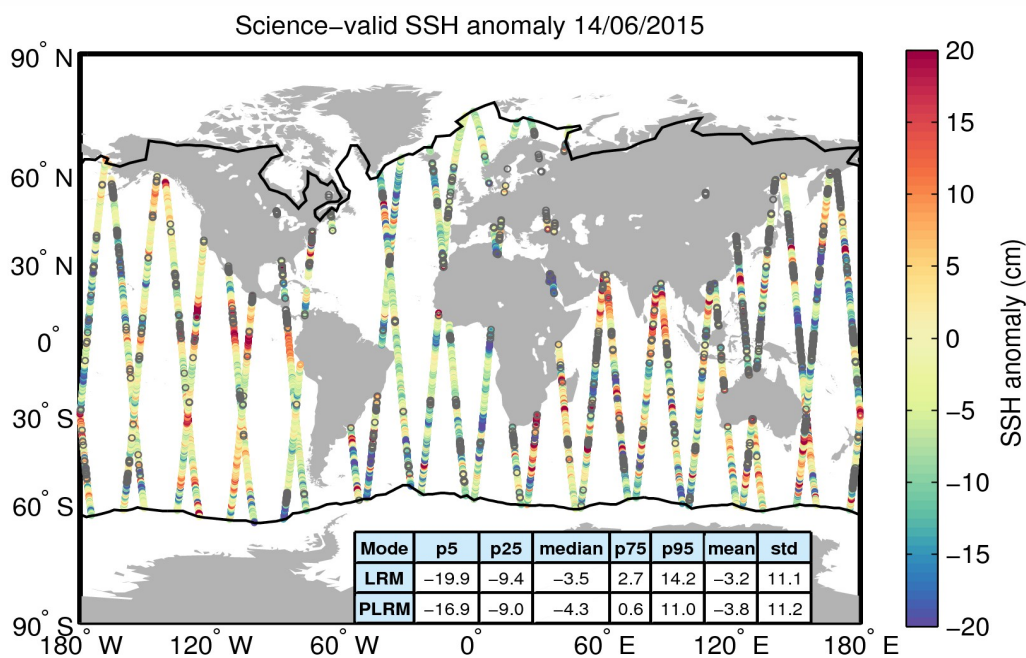 Science−valid SSH anomaly 14/06/2015
90° N
60° N
30° N
0°
30° S
60° S
90° S
180° W
120° W
60° W
0°
60° E
120° E
180° E
Mode p5 p25 median p75 p95 mean std
LRM −19.9 −9.4 −3.5 2.7 14.2 −3.2 11.1
PLRM −16.9 −9.0 −4.3 0.6 11.0 −3.8 11.2
20
15
10
5
0
−5
−10
−15
−20
SSH anomaly (cm)